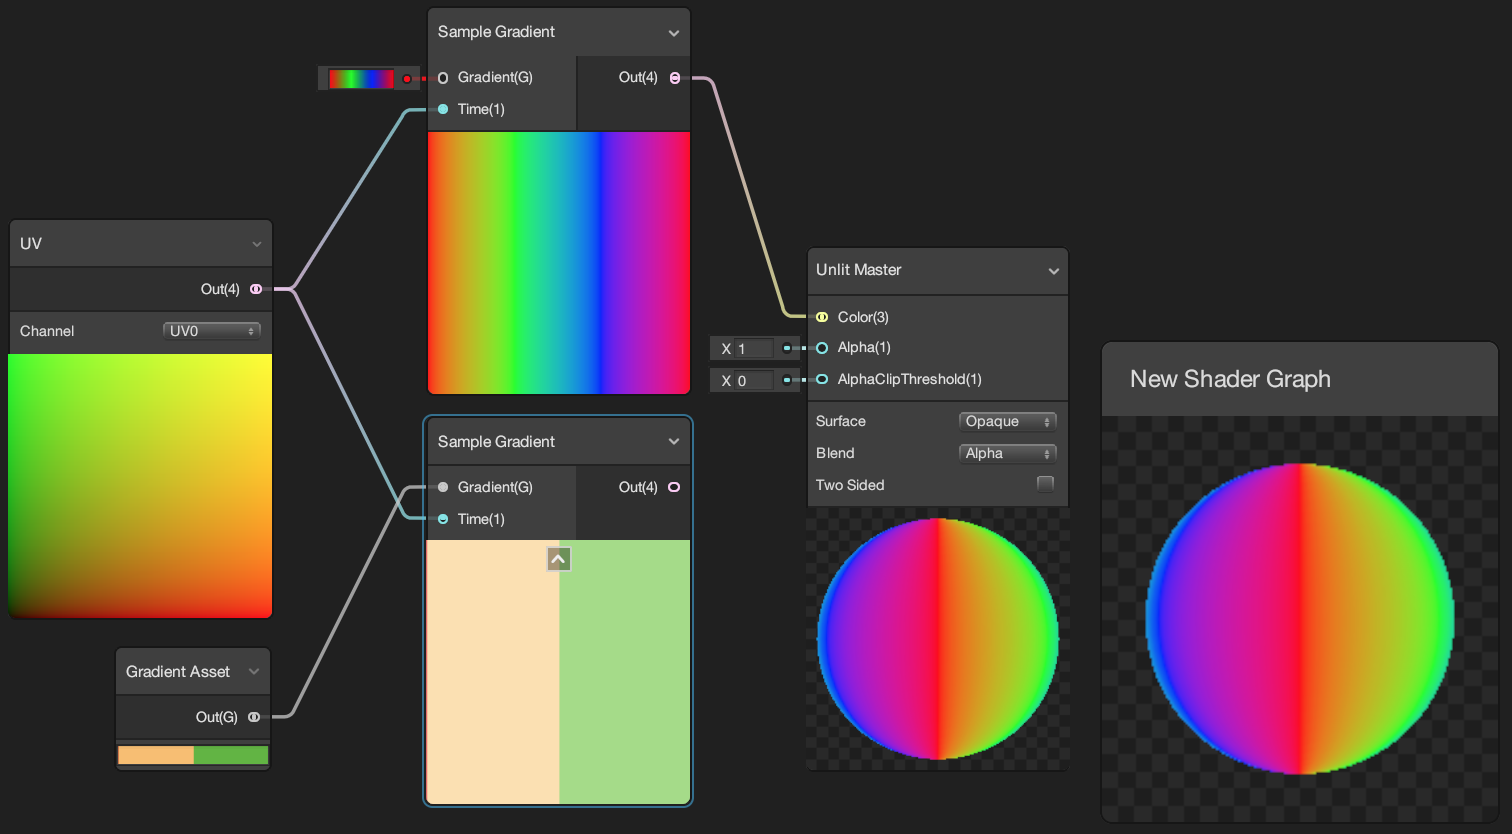 Sample Gradient
Gradient(G) Out(4)
Time(1)
UV
Out(4)
Channel UV0
Sample Gradient
Gradient(G) Out(4)
Time(1)
Gradient Asset
Out(G)
Unlit Master
Color(3)
X 1 Alpha(1)
X 0 AlphaClipThreshold(1)
Surface Opaque
Blend Alpha
Two Sided
New Shader Graph